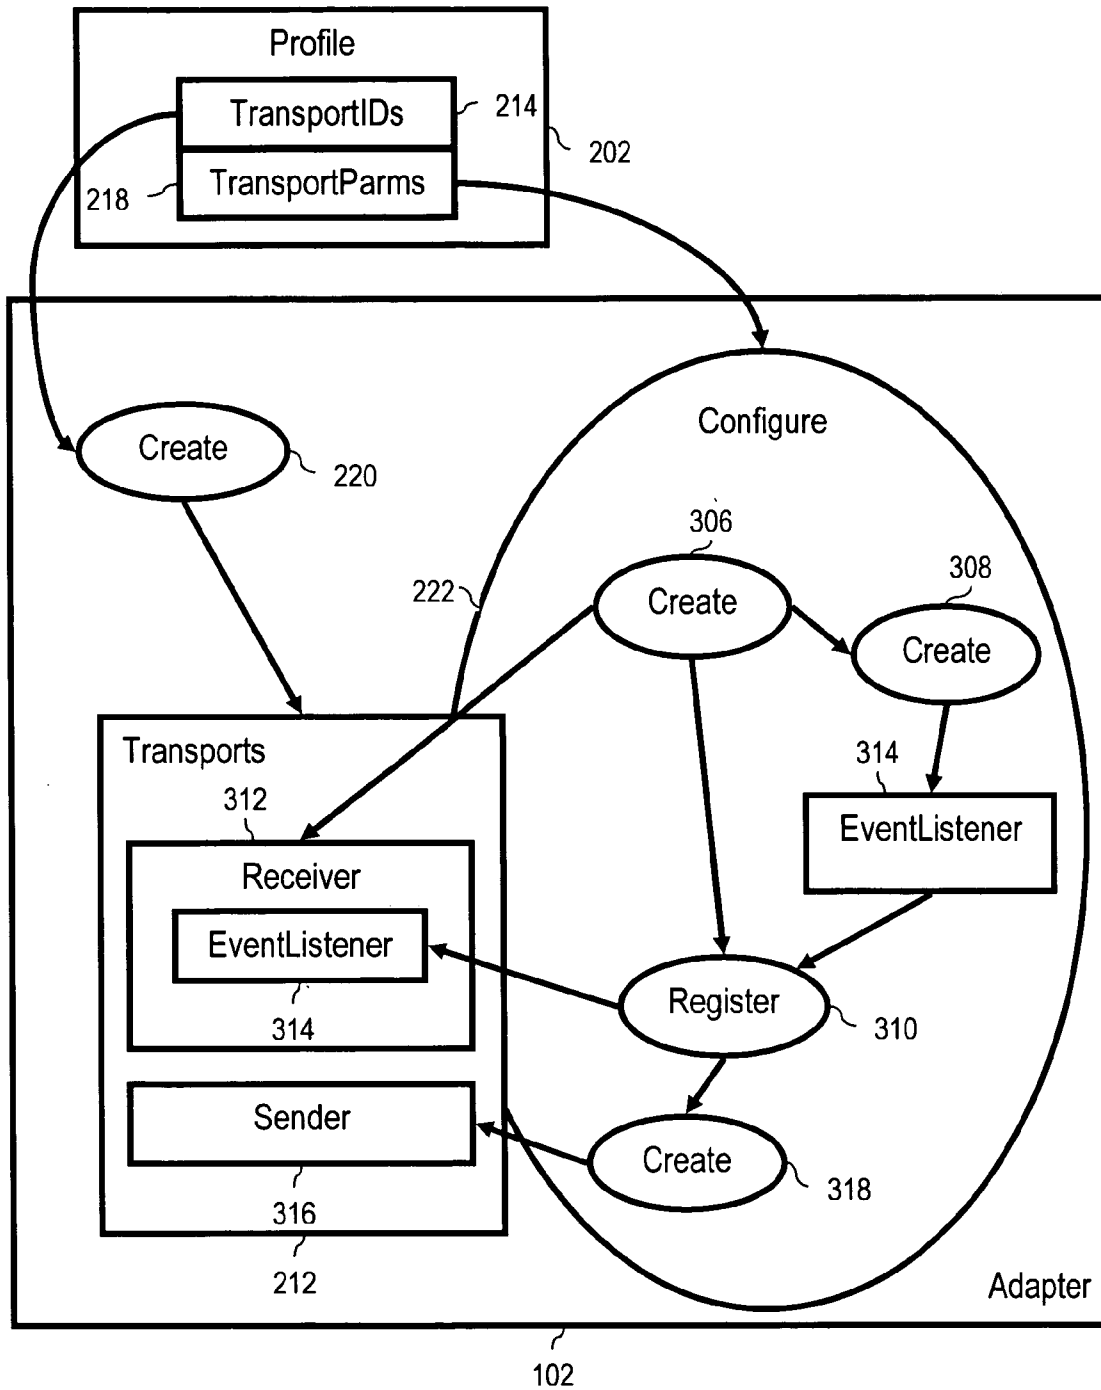 Profile
TransportIDs
214
202
TransportParms
218
Configure
Create
220
306
308
222
Create
Create
Transports
314
312
EventListener
Receiver
EventListener
314
Register
310
Sender
Create
318
316
212
Adapter
102